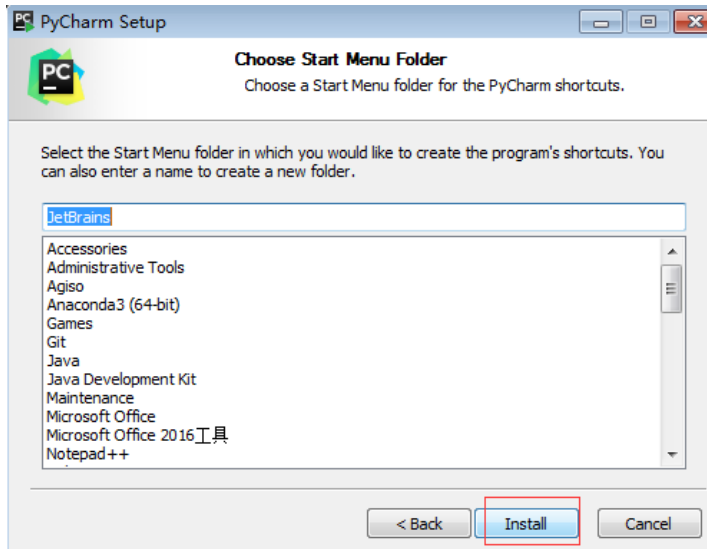 PyCharm Setup
PC
Choose Start Menu Folder
Choose a Start Menu folder for the PyCharm shortcuts.
Select the Start Menu folder in which you would like to create the program's shortcuts. You
can also enter a name to create a new folder.
JetBrains
Accessories
Administrative Tools
Agiso
Anaconda3 (64-bit)
Games
Git
Java
Java Development Kit
Maintenance
Microsoft Office
Microsoft Office 2016工具
Notepad++
< Back
Install
Cancel